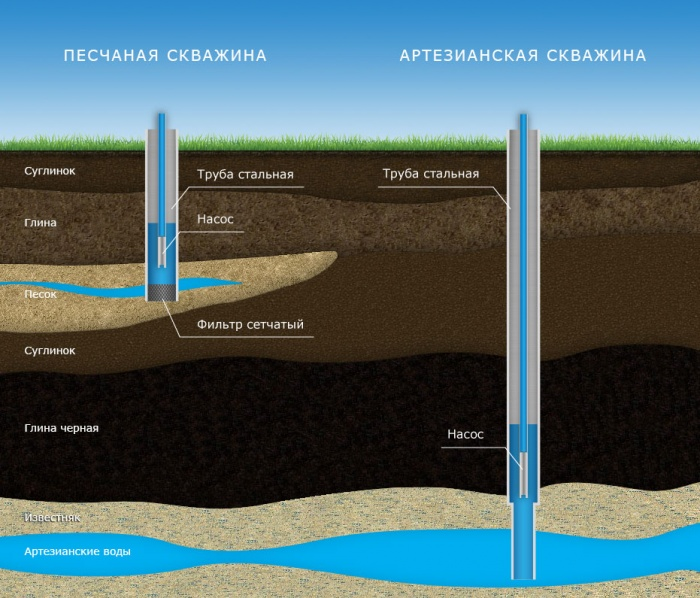 ПЕСЧАНАЯ СКВАЖИНА
АРТЕЗИАНСКАЯ СКВАЖИНА
Суглинок
Труба стальная
Труба стальная
Глина
Насос
Песок
Фильтр сетчатый
Суглинок
Глина черная
Насос
Известняк
Артезианские воды